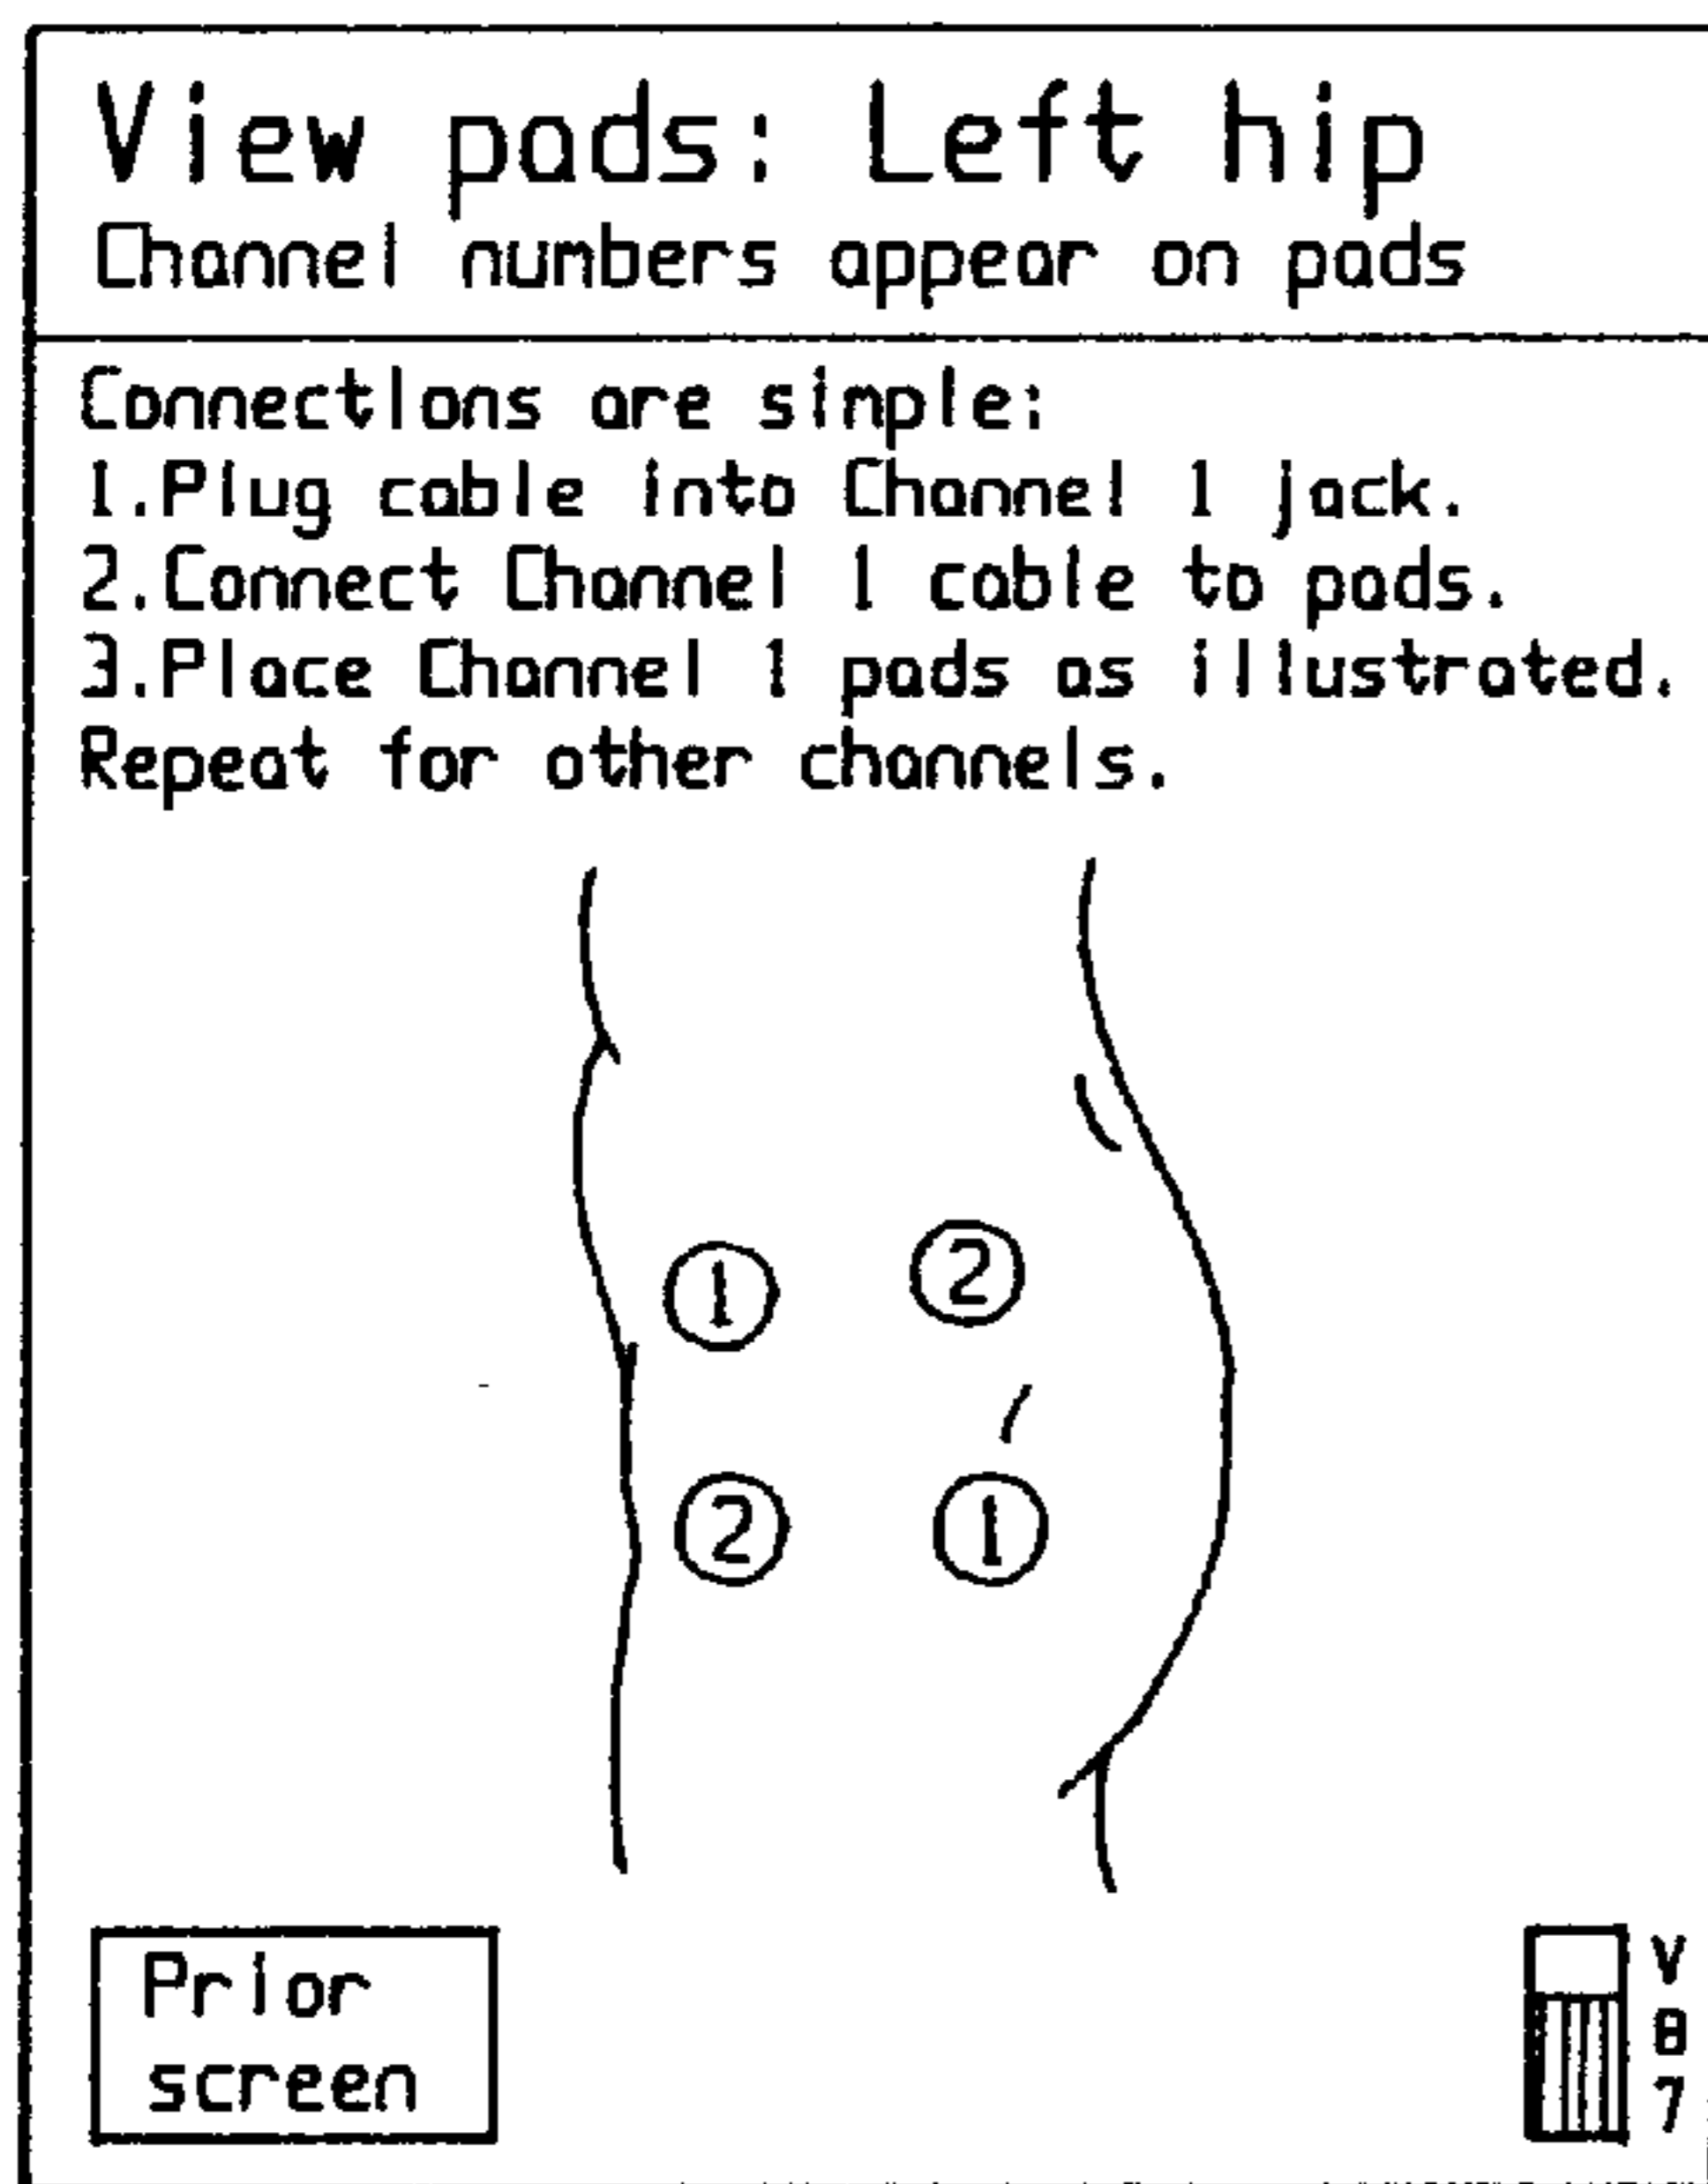 View pads: Left hip
Channel numbers appear on pads
Connections are simple:
1.Plug cable into Channel 1 jack.
2.Connect Channel 1 cable to pads.
3.Place Channel 1 pads as illustrated.
Repeat for other channels.
1 2
2 1
Prior
screen
V
8
7